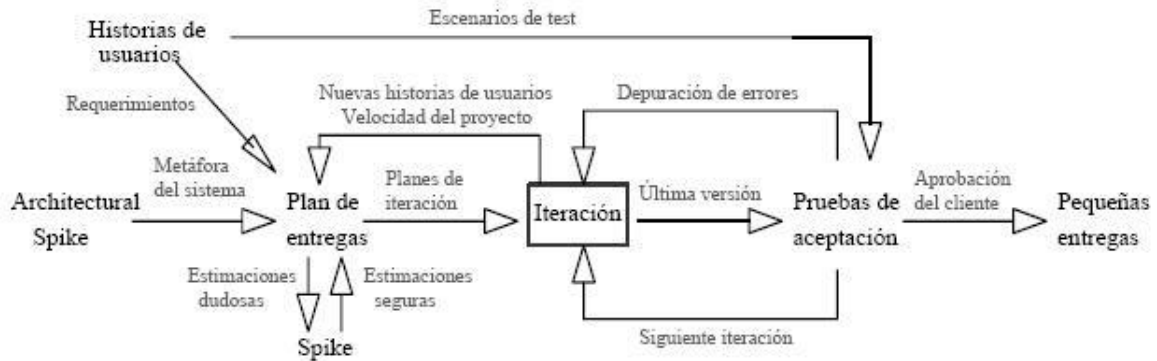 Escenarios de test
Historias de
usuarios
Requerimientos
Nuevas historias de usuarios
Velocidad del proyecto
Depuración de errores
Metáfora
del sistema
Architectural
Spike
Plan de
entregas
Planes de
iteración
Iteración
Última versión
Pruebas de
aceptación
Aprobación
del cliente
Pequeñas
entregas
Estimaciones
dudosas
Estimaciones
seguras
Spike
Siguiente iteración